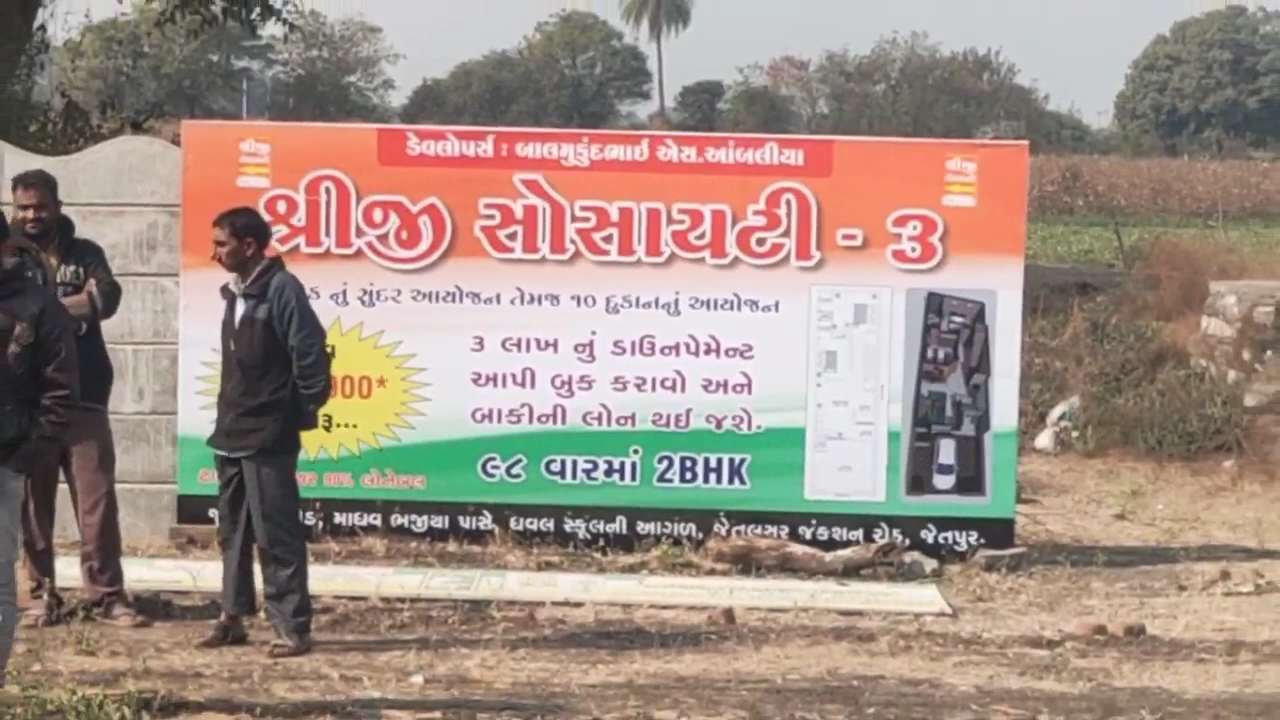 ડેવલોપર્સ : બાલમુકુંદભાઈ એસ.આંબલીયા
શ્રીજી સોસાયટી - ૩
નું સુંદર આયોજન તેમજ ૧૦ દુકાનનું આયોજન
૩ લાખ નું ડાઉનપેમેન્ટ
આપી બુક કરાવો અને
બાકીની લોન થઈ જશે.
૯૮ વારમાં 2BHK
માધવ ભજીયા પાસે, ધવલ સ્કૂલની આગળ, જેતલસર જંકશન રોડ, જેતપુર.